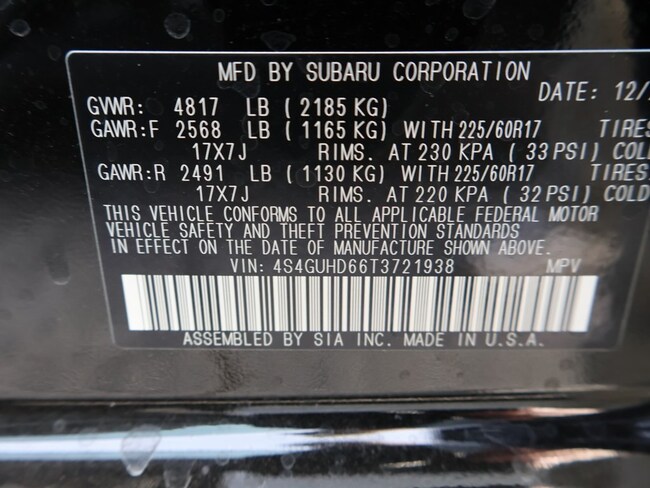 MFD BY SUBARU CORPORATION
DATE: 12/
GVWR: 4817 LB ( 2185 KG)
GAWR:F 2568 LB ( 1165 KG) WITH 225/60R17 TIRES
17X7J RIMS. AT 230 KPA ( 33 PSI) COLD
GAWR:R 2491 LB ( 1130 KG) WITH 225/60R17 TIRES.
17X7J RIMS. AT 220 KPA ( 32 PSI) COLD
THIS VEHICLE CONFORMS TO ALL APPLICABLE FEDERAL MOTOR
VEHICLE SAFETY AND THEFT PREVENTION STANDARDS
IN EFFECT ON THE DATE OF MANUFACTURE SHOWN ABOVE.
VIN: 4S4GUHD66T3721938 MPV
ASSEMBLED BY SIA INC. MADE IN U.S.A.